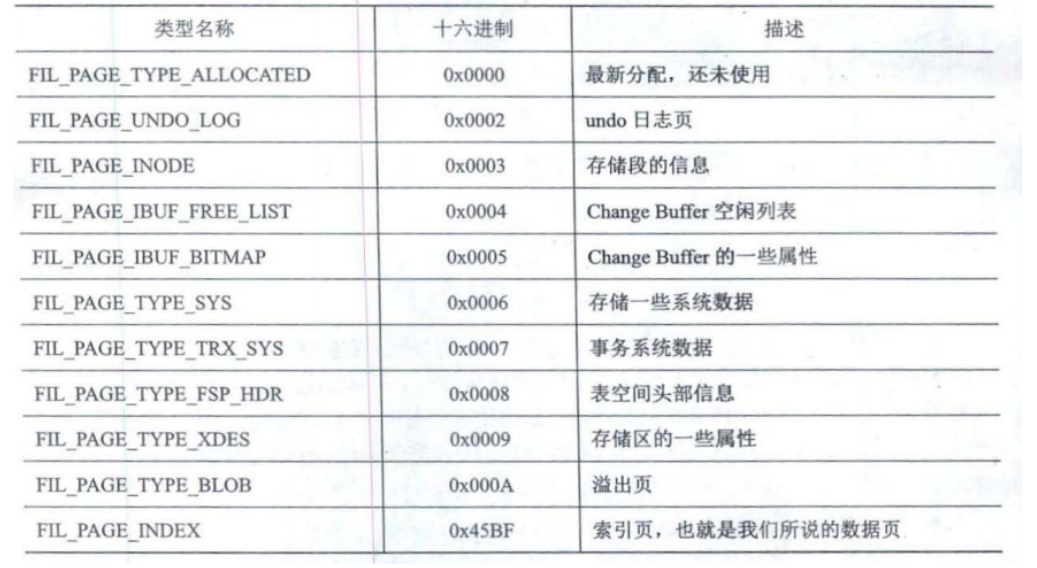 类型名称 十六进制 描述
FIL_PAGE_TYPE_ALLOCATED 0x0000 最新分配，还未使用
FIL_PAGE_UNDO_LOG 0x0002 undo 日志页
FIL_PAGE_INODE 0x0003 存储段的信息
FIL_PAGE_IBUF_FREE_LIST 0x0004 Change Buffer 空闲列表
FIL_PAGE_IBUF_BITMAP 0x0005 Change Buffer 的一些属性
FIL_PAGE_TYPE_SYS 0x0006 存储一些系统数据
FIL_PAGE_TYPE_TRX_SYS 0x0007 事务系统数据
FIL_PAGE_TYPE_FSP_HDR 0x0008 表空间头部信息
FIL_PAGE_TYPE_XDES 0x0009 存储区的一些属性
FIL_PAGE_TYPE_BLOB 0x000A 溢出页
FIL_PAGE_INDEX 0x45BF 索引页，也就是我们所说的数据页